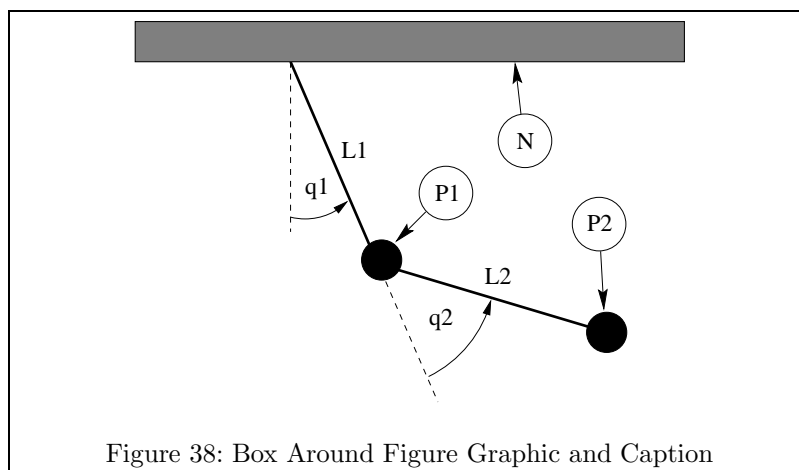 N
L1
q1
P1
P2
L2
q2
Figure 38: Box Around Figure Graphic and Caption